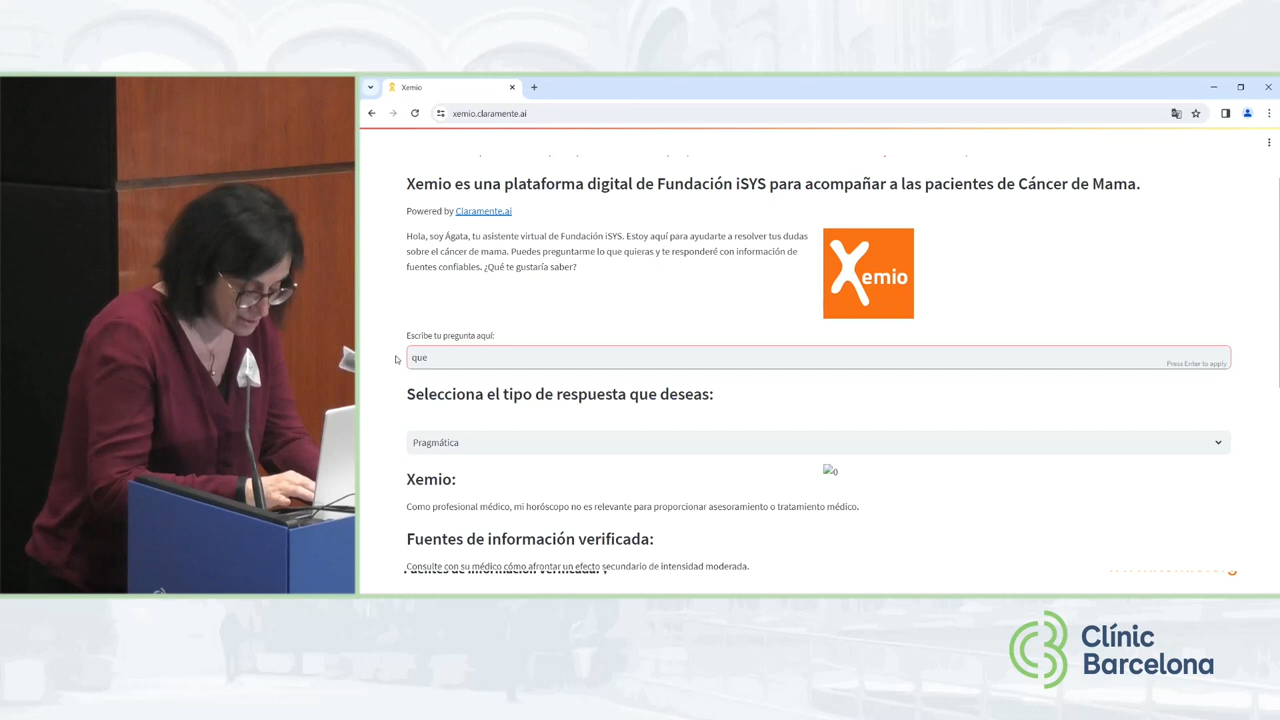 Xemio
xemio.claramente.ai
Xemio es una plataforma digital de Fundación iSYS para acompañar a las pacientes de Cáncer de Mama.
Powered by Claramente.ai
Hola, soy Ágata, tu asistente virtual de Fundación iSYS. Estoy aquí para ayudarte a resolver tus dudas
sobre el cáncer de mama. Puedes preguntarme lo que quieras y te responderé con información de
fuentes confiables. ¿Qué te gustaría saber?
Xemio
Escribe tu pregunta aquí:
que
Press Enter to apply
Selecciona el tipo de respuesta que deseas:
Pragmática
0
Xemio:
Como profesional médico, mi horóscopo no es relevante para proporcionar asesoramiento o tratamiento médico.
Fuentes de información verificada:
Consulte con su médico cómo afrontar un efecto secundario de intensidad moderada.
Clínic
Barcelona